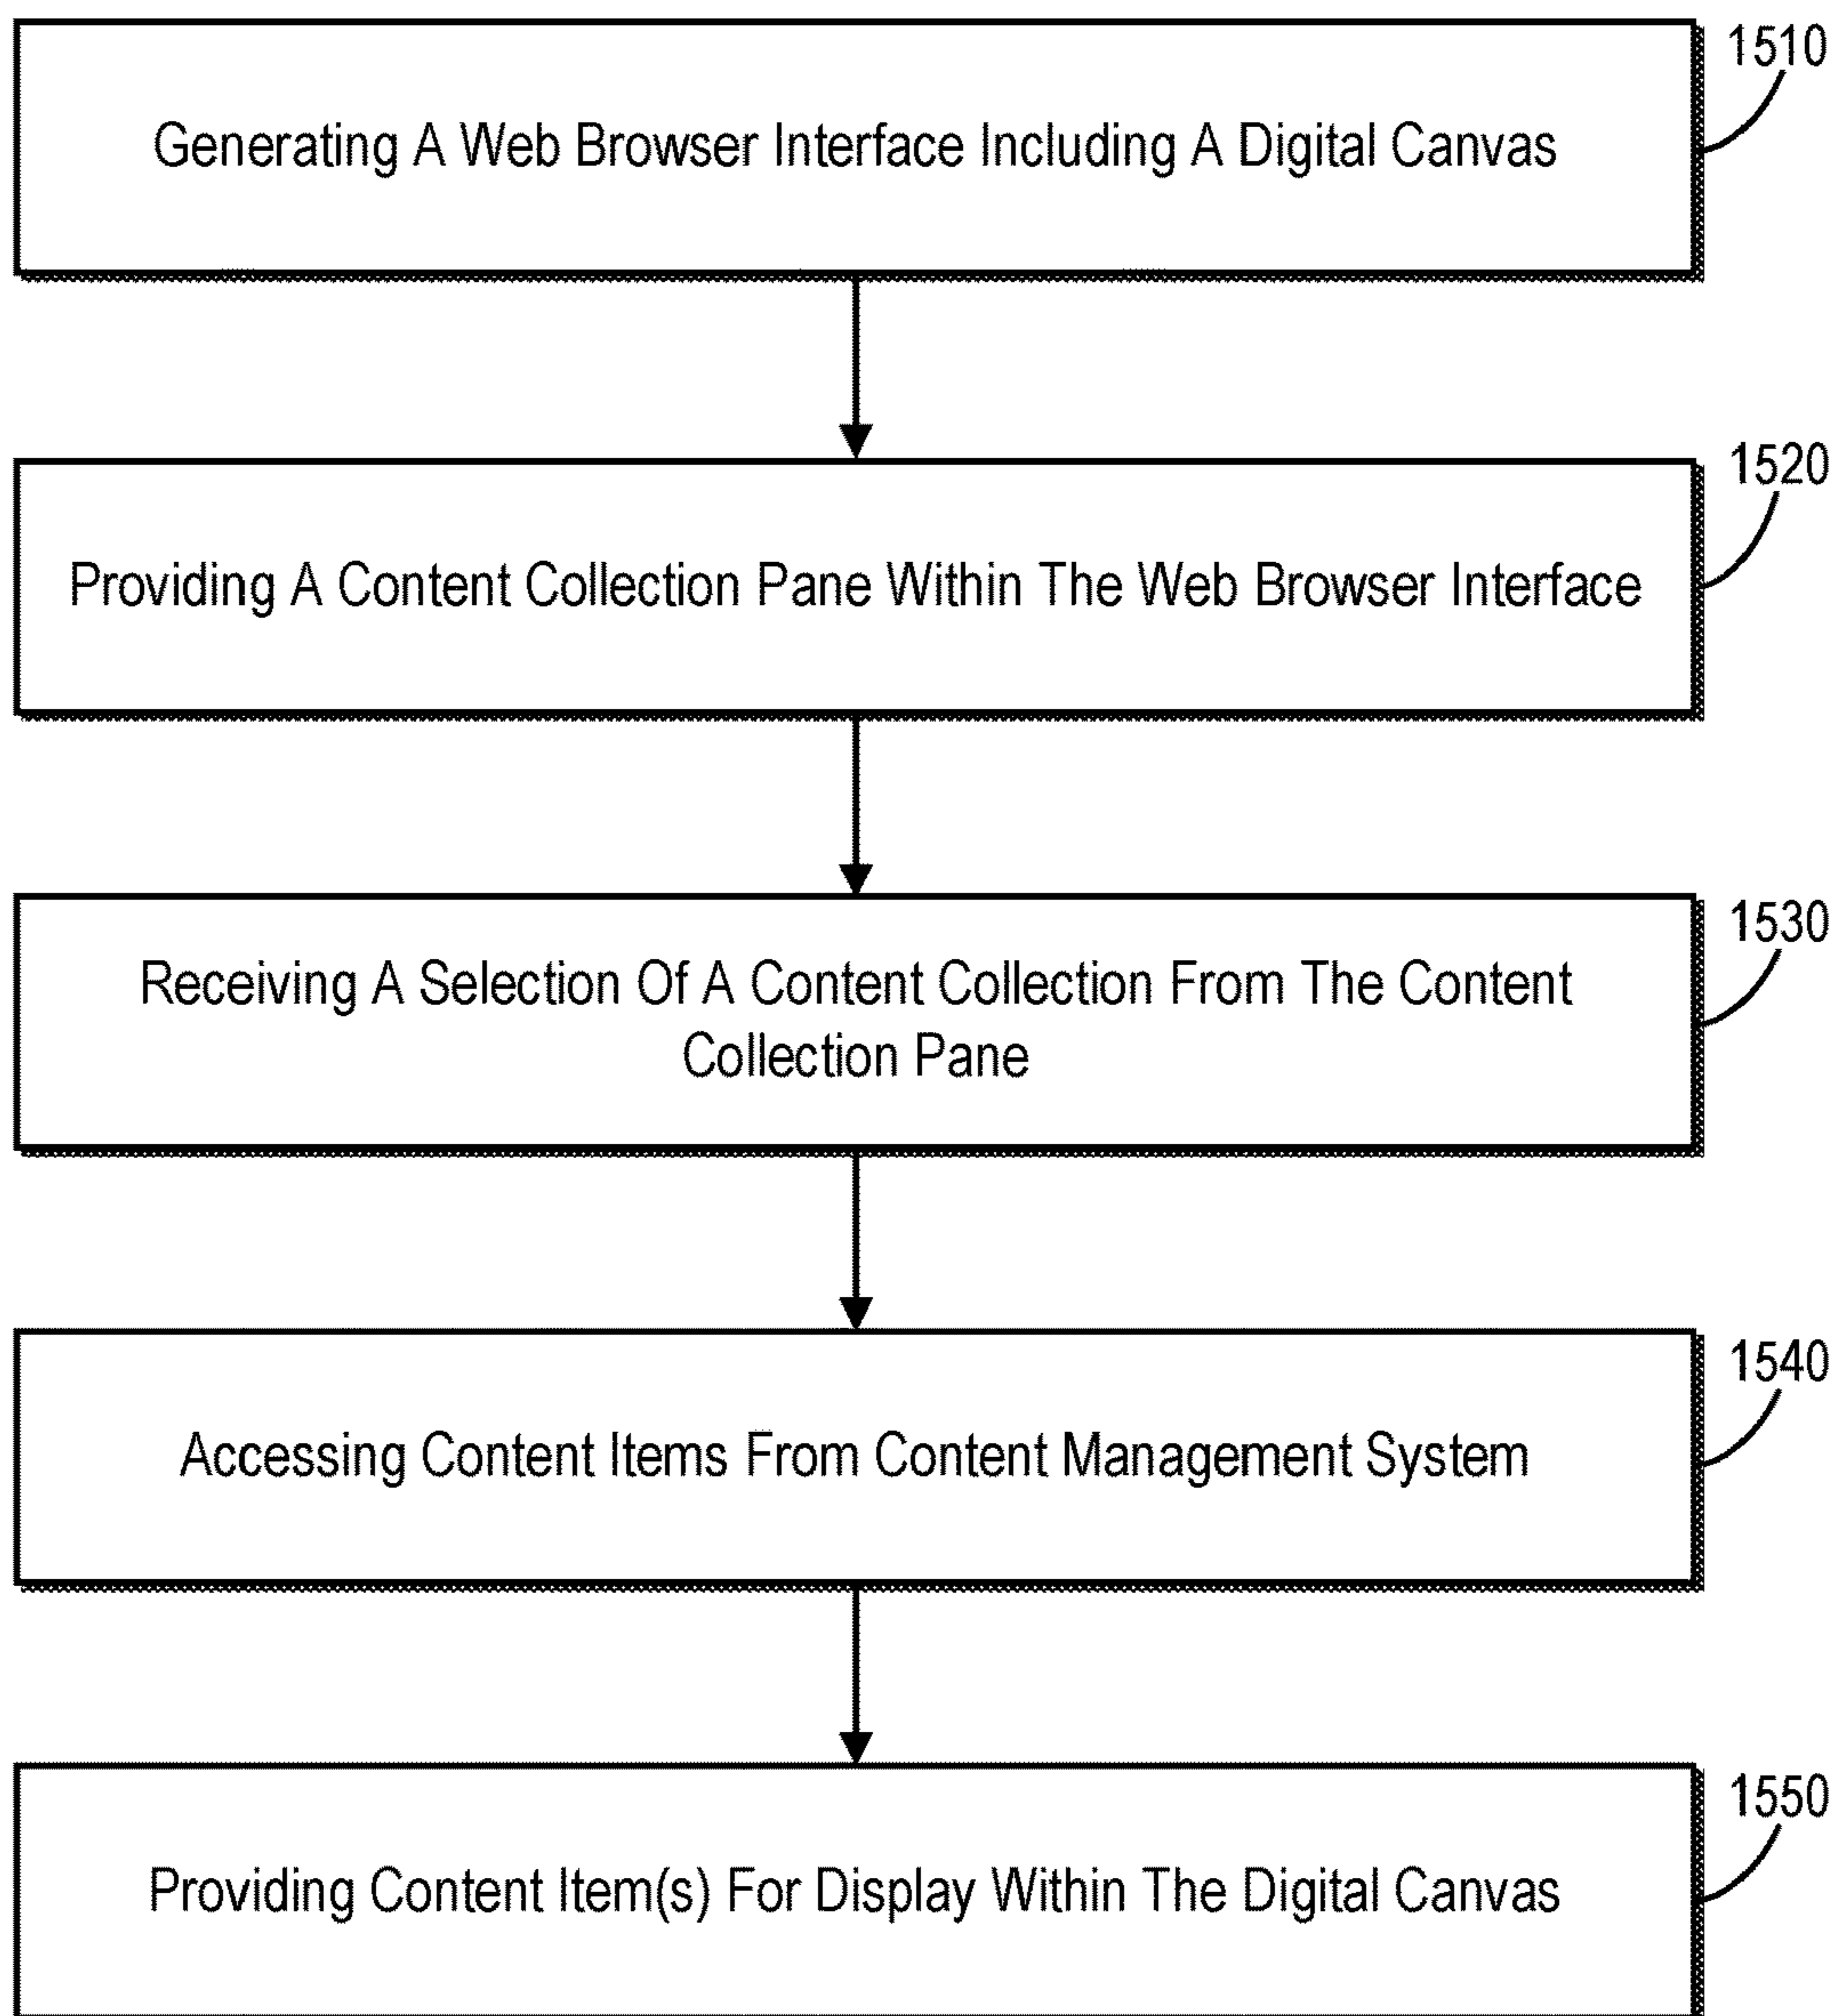 1510
Generating A Web Browser Interface Including A Digital Canvas
1520
Providing A Content Collection Pane Within The Web Browser Interface
1530
Receiving A Selection Of A Content Collection From The Content
Collection Pane
1540
Accessing Content Items From Content Management System
1550
Providing Content Item(s) For Display Within The Digital Canvas